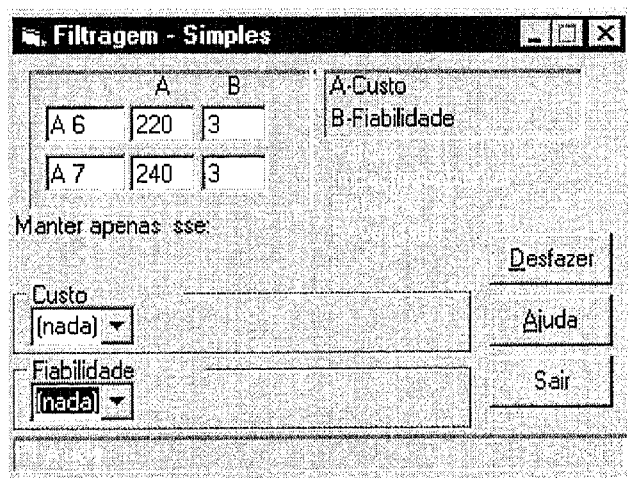 Filtragem - Simples
A B
A 6 220 3
A 7 240 3
A-Custo
B-Fiabilidade
Manter apenas sse:
Desfazer
Custo
(nada)
Ajuda
Fiabilidade
(nada)
Sair